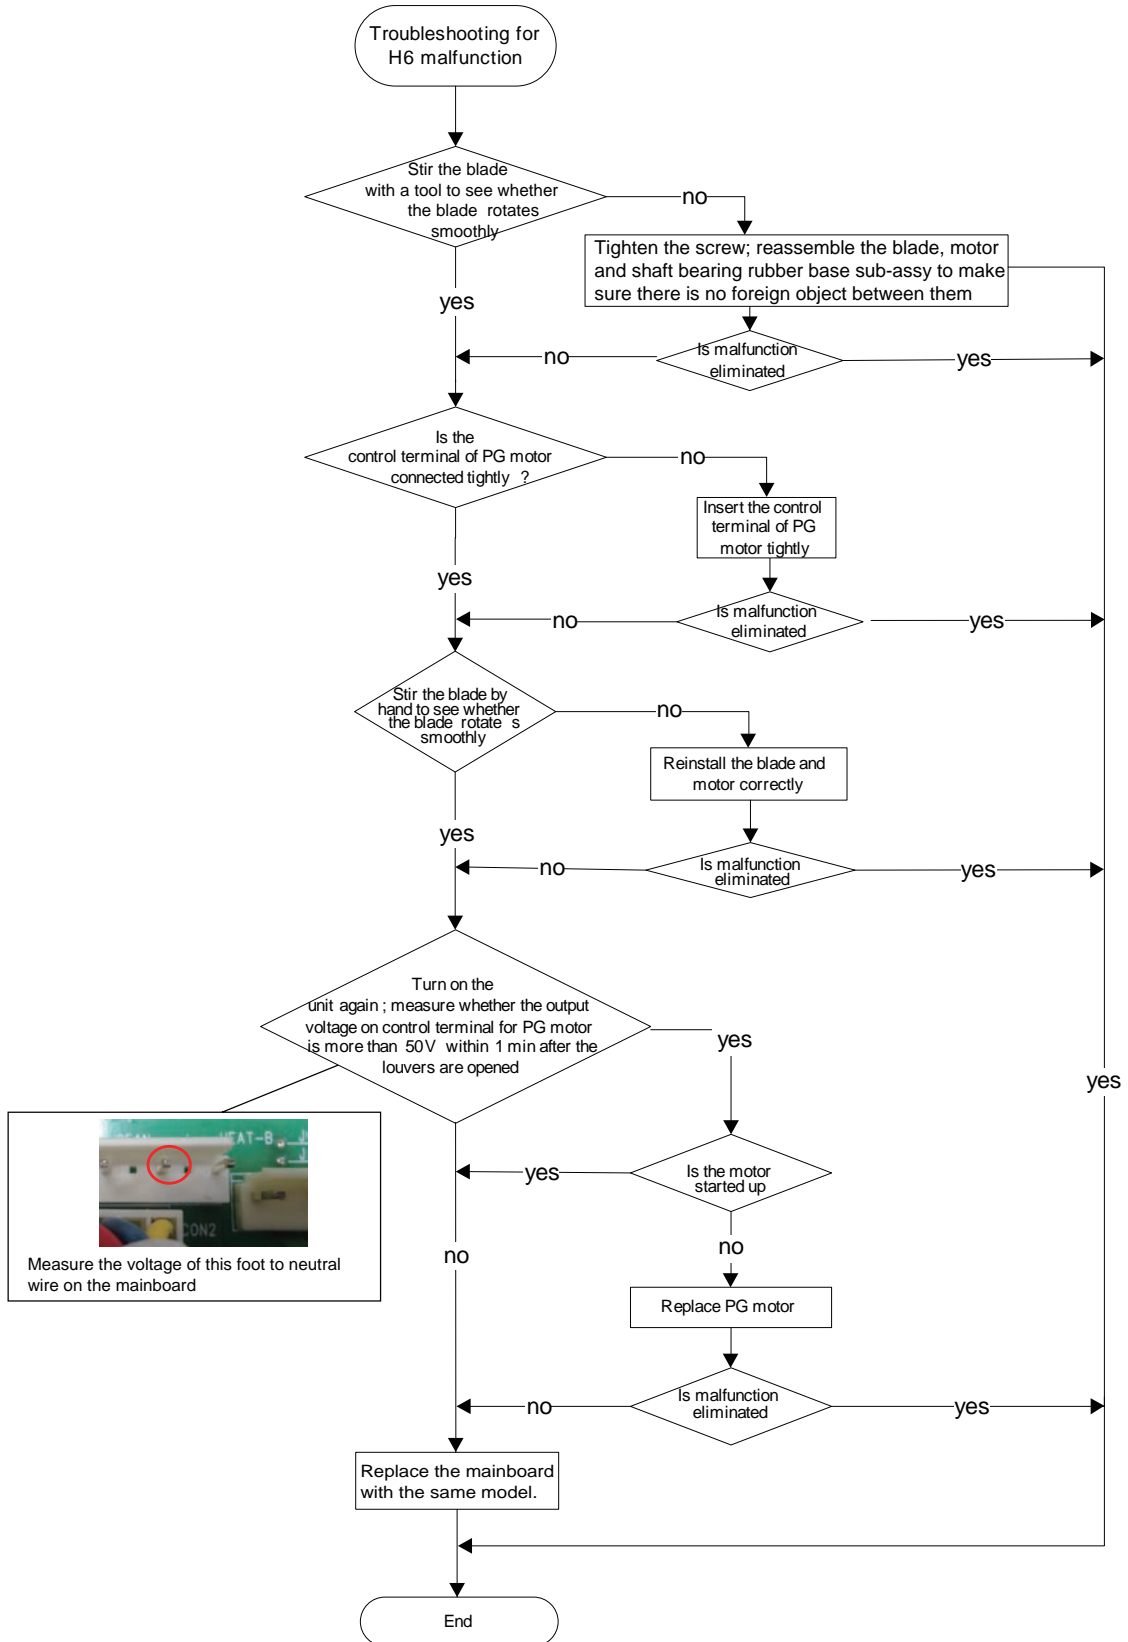 Troubleshooting for
H6 malfunction
Stir the blade
with a tool to see whether
the blade rotates
smoothly
no
yes
Tighten the screw; reassemble the blade, motor
and shaft bearing rubber base sub-assy to make
sure there is no foreign object between them
Is malfunction
eliminated
no
yes
Is the
control terminal of PG motor
connected tightly ?
no
yes
Insert the control
terminal of PG
motor tightly
Is malfunction
eliminated
no
yes
Stir the blade by
hand to see whether
the blade rotate s
smoothly
no
yes
Reinstall the blade and
motor correctly
Is malfunction
eliminated
no
yes
Turn on the
unit again ; measure whether the output
voltage on control terminal for PG motor
is more than 50V within 1 min after the
louvers are opened
yes
yes
HEAT-B
CON2
Measure the voltage of this foot to neutral
wire on the mainboard
Is the motor
started up
yes
no
no
Replace PG motor
Is malfunction
eliminated
no
yes
Replace the mainboard
with the same model.
End